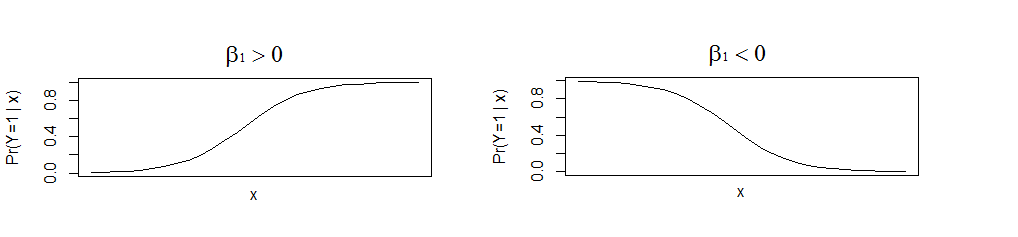 β₁ > 0
Pr(Y=1 | x)
0.8
0.4
0.0
x
β₁ < 0
Pr(Y=1 | x)
0.8
0.4
0.0
x